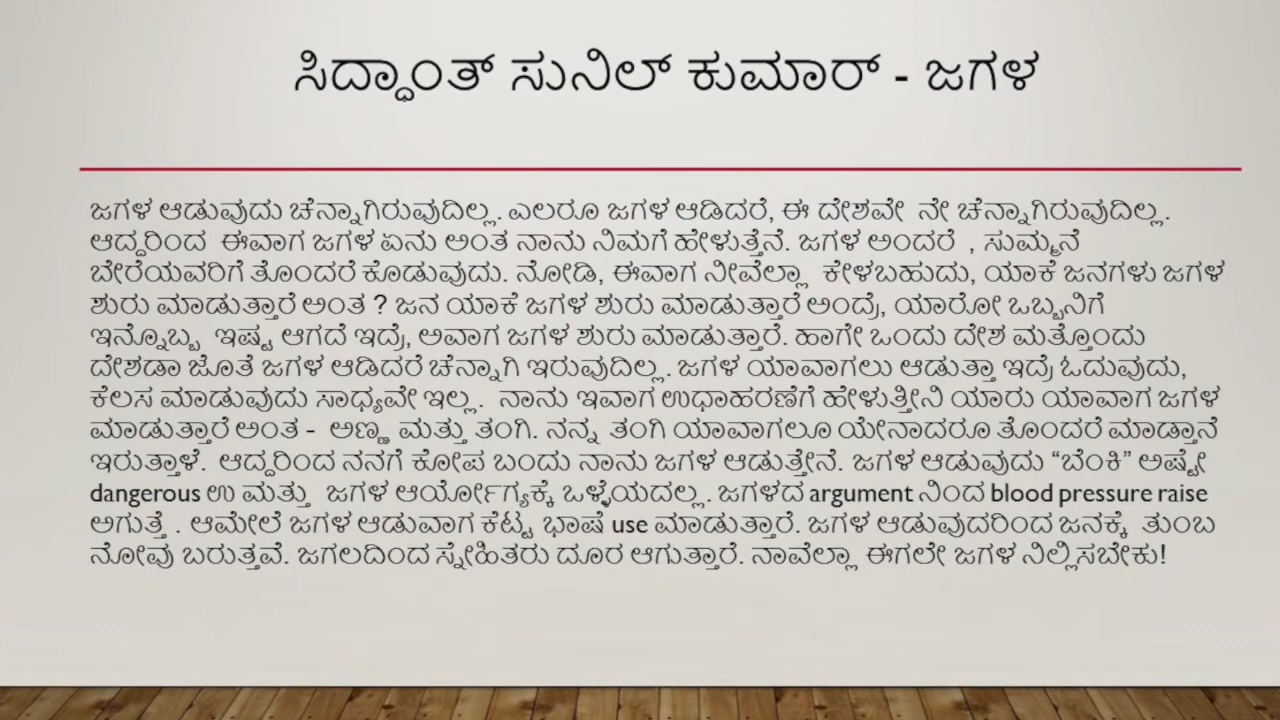 ಸಿದ್ಧಾಂತ್ ಸುನಿಲ್ ಕುಮಾರ್ - ಜಗಳ
ಜಗಳ ಆಡುವುದು ಚೆನ್ನಾಗಿರುವುದಿಲ್ಲ. ಎಲರೂ ಜಗಳ ಆಡಿದರೆ, ಈ ದೇಶವೇ ನೇ ಚೆನ್ನಾಗಿರುವುದಿಲ್ಲ.
ಆದ್ದರಿಂದ ಈವಾಗ ಜಗಳ ಏನು ಅಂತ ನಾನು ನಿಮಗೆ ಹೇಳುತ್ತೆನೆ. ಜಗಳ ಅಂದರೆ , ಸುಮ್ಮನೆ
ಬೇರೆಯವರಿಗೆ ತೊಂದರೆ ಕೊಡುವುದು. ನೋಡಿ, ಈವಾಗ ನೀವೆಲ್ಲಾ ಕೇಳಬಹುದು, ಯಾಕೆ ಜನಗಳು ಜಗಳ
ಶುರು ಮಾಡುತ್ತಾರೆ ಅಂತ ? ಜನ ಯಾಕೆ ಜಗಳ ಶುರು ಮಾಡುತ್ತಾರೆ ಅಂದ್ರೆ, ಯಾರೋ ಒಬ್ಬನಿಗೆ
ಇನ್ನೊಬ್ಬ ಇಷ್ಟ ಆಗದೆ ಇದ್ರೆ, ಅವಾಗ ಜಗಳ ಶುರು ಮಾಡುತ್ತಾರೆ. ಹಾಗೇ ಒಂದು ದೇಶ ಮತ್ತೊಂದು
ದೇಶಡಾ ಜೊತೆ ಜಗಳ ಆಡಿದರೆ ಚೆನ್ನಾಗಿ ಇರುವುದಿಲ್ಲ. ಜಗಳ ಯಾವಾಗಲು ಆಡುತ್ತಾ ಇದ್ರೆ ಓದುವುದು,
ಕೆಲಸ ಮಾಡುವುದು ಸಾಧ್ಯವೇ ಇಲ್ಲ. ನಾನು ಇವಾಗ ಉಧಾಹರಣೆಗೆ ಹೇಳುತ್ತೀನಿ ಯಾರು ಯಾವಾಗ ಜಗಳ
ಮಾಡುತ್ತಾರೆ ಅಂತ - ಅಣ್ಣ ಮತ್ತು ತಂಗಿ. ನನ್ನ ತಂಗಿ ಯಾವಾಗಲೂ ಯೇನಾದರೂ ತೊಂದರೆ ಮಾಡ್ತಾನೆ
ಇರುತ್ತಾಳೆ. ಆದ್ದರಿಂದ ನನಗೆ ಕೋಪ ಬಂದು ನಾನು ಜಗಳ ಆಡುತ್ತೇನೆ. ಜಗಳ ಆಡುವುದು “ಬೆಂಕಿ” ಅಷ್ಟೇ
dangerous ಉ ಮತ್ತು ಜಗಳ ಆರ್ಯೋಗ್ಯಕ್ಕೆ ಒಳ್ಳೆಯದಲ್ಲ. ಜಗಳದ argument ನಿಂದ blood pressure raise
ಅಗುತ್ತೆ . ಆಮೇಲೆ ಜಗಳ ಆಡುವಾಗ ಕೆಟ್ಟ ಭಾಷೆ use ಮಾಡುತ್ತಾರೆ. ಜಗಳ ಆಡುವುದರಿಂದ ಜನಕ್ಕೆ ತುಂಬ
ನೋವು ಬರುತ್ತವೆ. ಜಗಲದಿಂದ ಸ್ನೇಹಿತರು ದೂರ ಆಗುತ್ತಾರೆ. ನಾವೆಲ್ಲಾ ಈಗಲೇ ಜಗಳ ನಿಲ್ಲಿಸಬೇಕು!